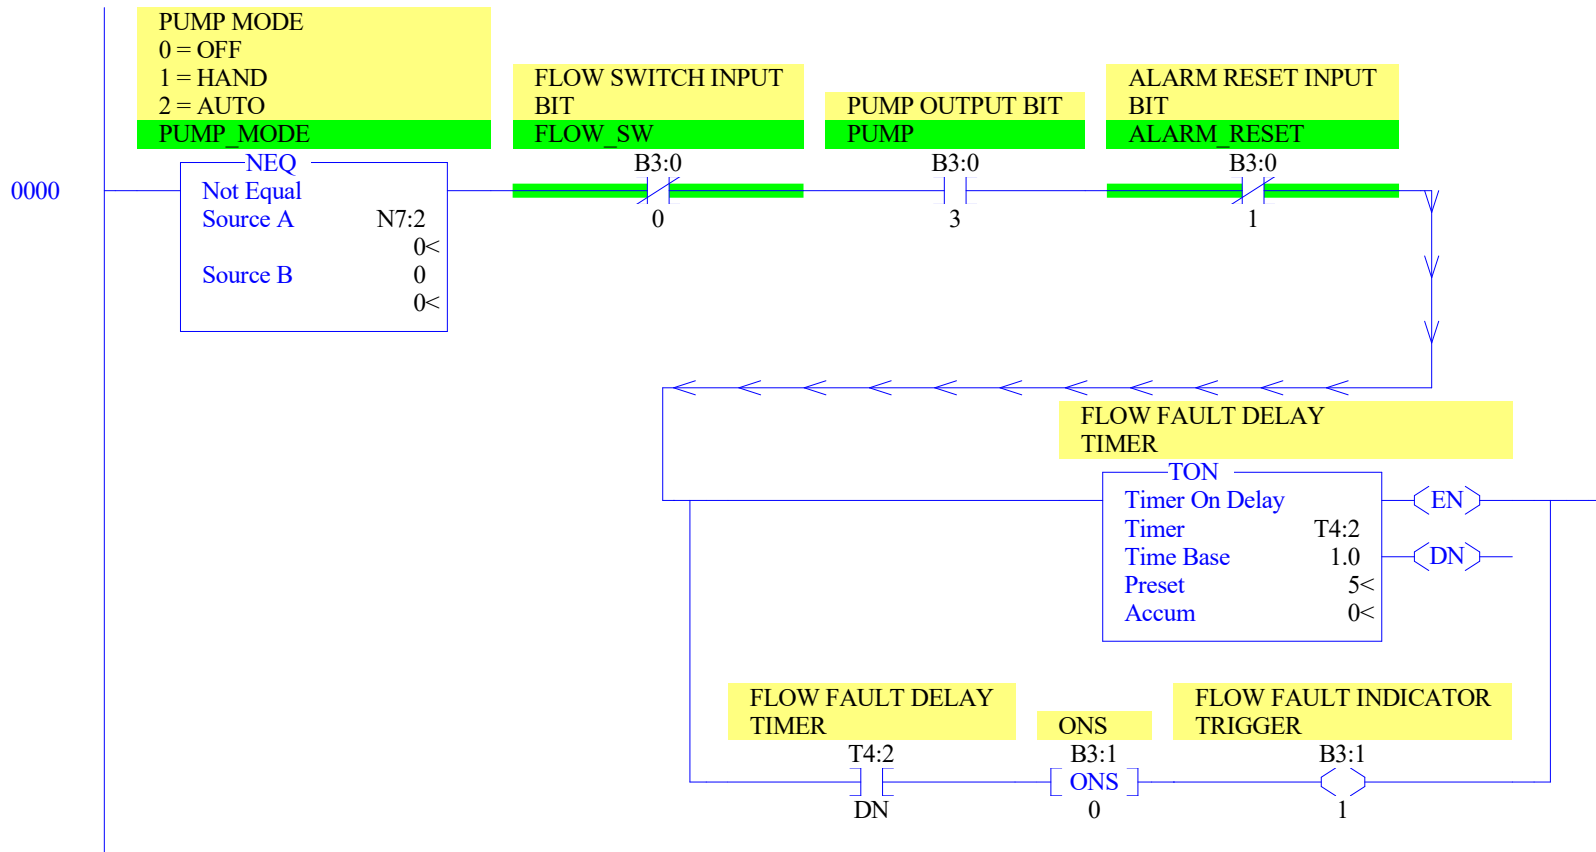 PUMP MODE
0 = OFF
1 = HAND
2 = AUTO
PUMP_MODE
NEQ
Not Equal
Source A N7:2
0<
Source B 0
0<
0000
FLOW SWITCH INPUT
BIT
FLOW_SW
B3:0
0
PUMP OUTPUT BIT
PUMP
B3:0
3
ALARM RESET INPUT
BIT
ALARM_RESET
B3:0
1
FLOW FAULT DELAY
TIMER
TON
Timer On Delay
Timer T4:2
Time Base 1.0
Preset 5<
Accum 0<
EN
DN
FLOW FAULT DELAY
TIMER
T4:2
DN
ONS
B3:1
ONS
0
FLOW FAULT INDICATOR
TRIGGER
B3:1
1